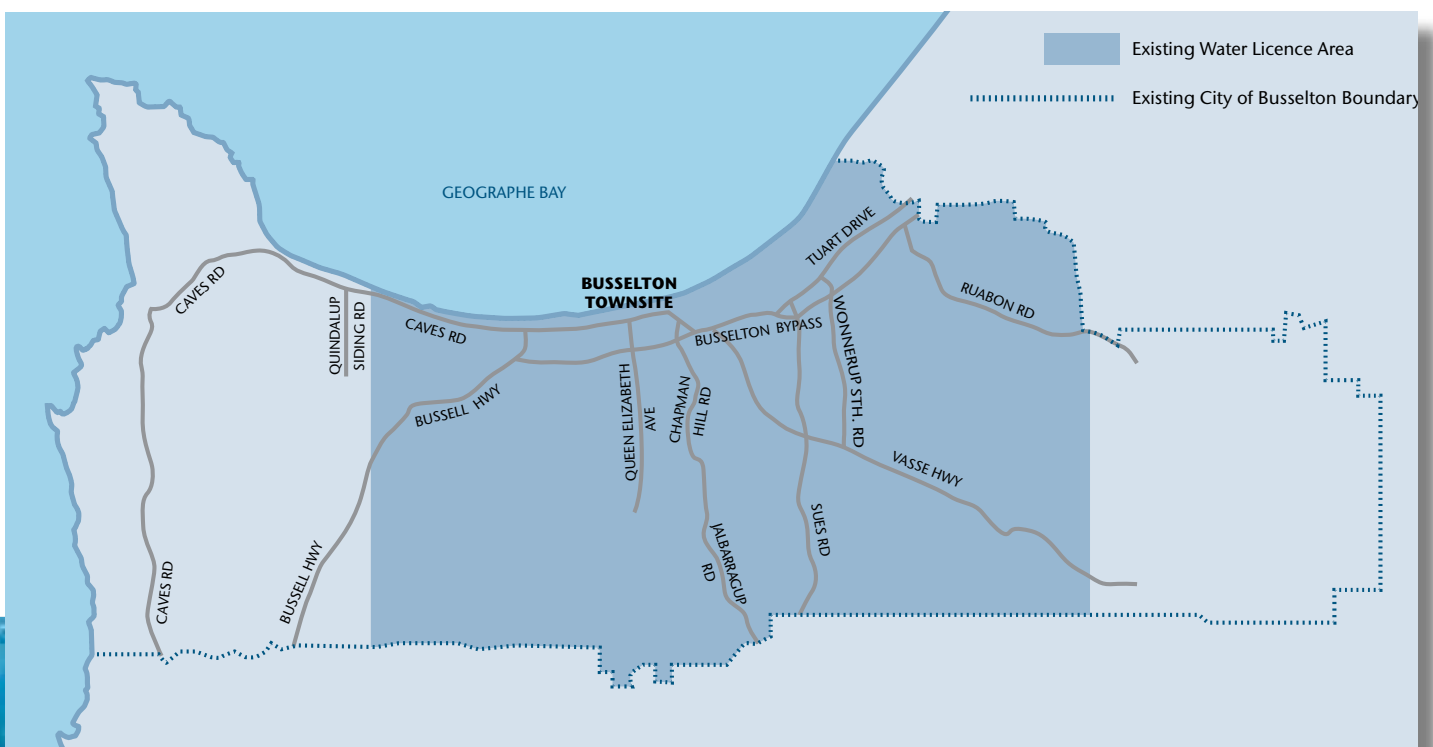 Existing Water Licence Area
Existing City of Busselton Boundary
GEOGRAPHE BAY
TUART DRIVE
CAVES RD
BUSSELTON
TOWNSITE
RUABON RD
QUINDALUP
SIDING RD
CAVES RD
BUSSELTON BYPASS
WONNERUP STH. RD
BUSSELL HWY
QUEEN ELIZABETH
AVE
CHAPMAN
HILL RD
VASSE HWY
SUES RD
JALBARRAGUP
RD
BUSSELL HWY
CAVES RD